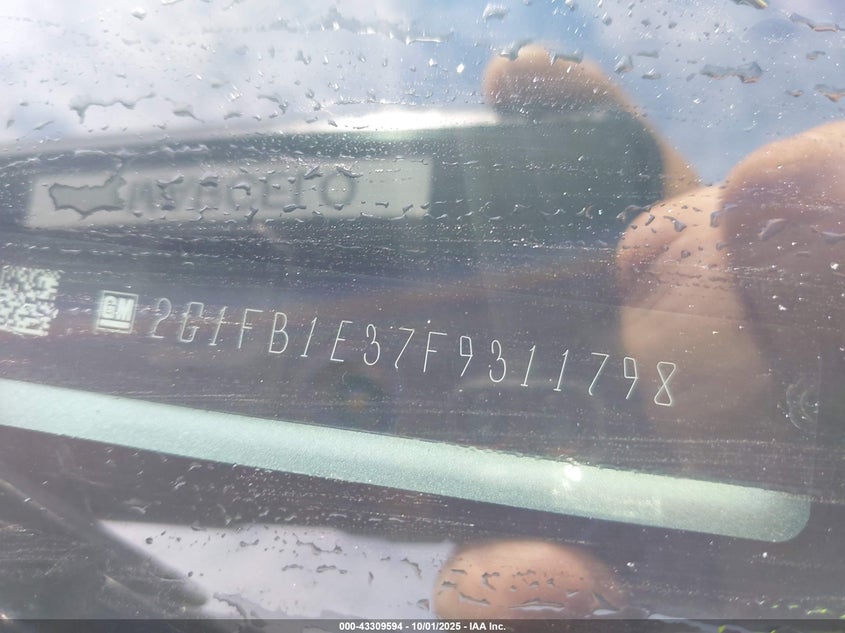 GM 2G1FB1E37F9311798
000-43309594 - 10/01/2025 - IAA Inc.